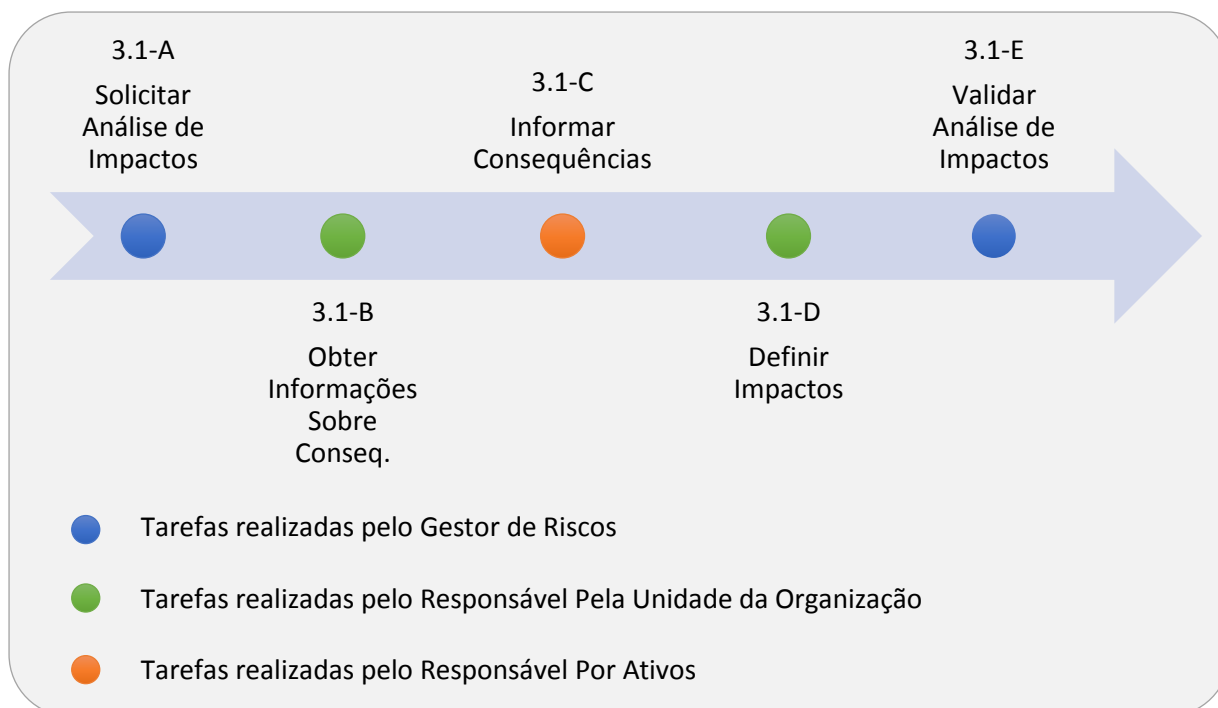 3.1-A
Solicitar
Análise de
Impactos
3.1-C
Informar
Consequências
3.1-E
Validar
Análise de
Impactos
3.1-B
Obter
Informações
Sobre
Conseq.
3.1-D
Definir
Impactos
Tarefas realizadas pelo Gestor de Riscos
Tarefas realizadas pelo Responsável Pela Unidade da Organização
Tarefas realizadas pelo Responsável Por Ativos